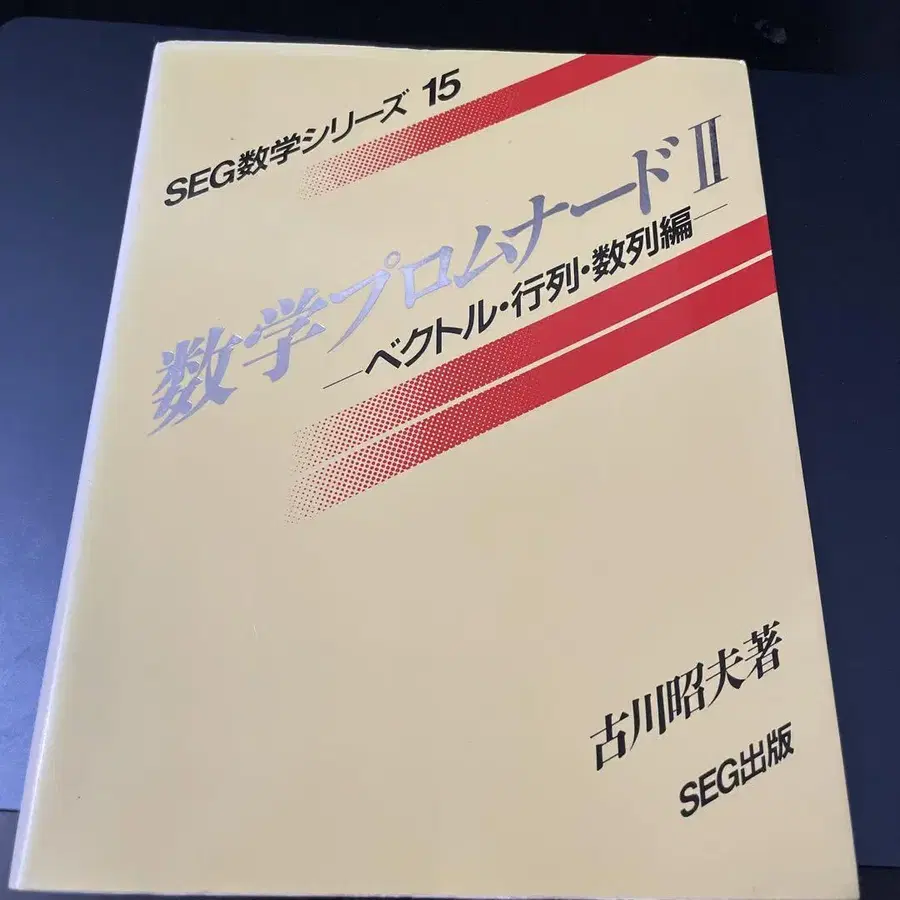 SEG数学シリーズ 15
数学プロムナードⅡ
―ベクトル・行列・数列編―
古川昭夫著
SEG出版